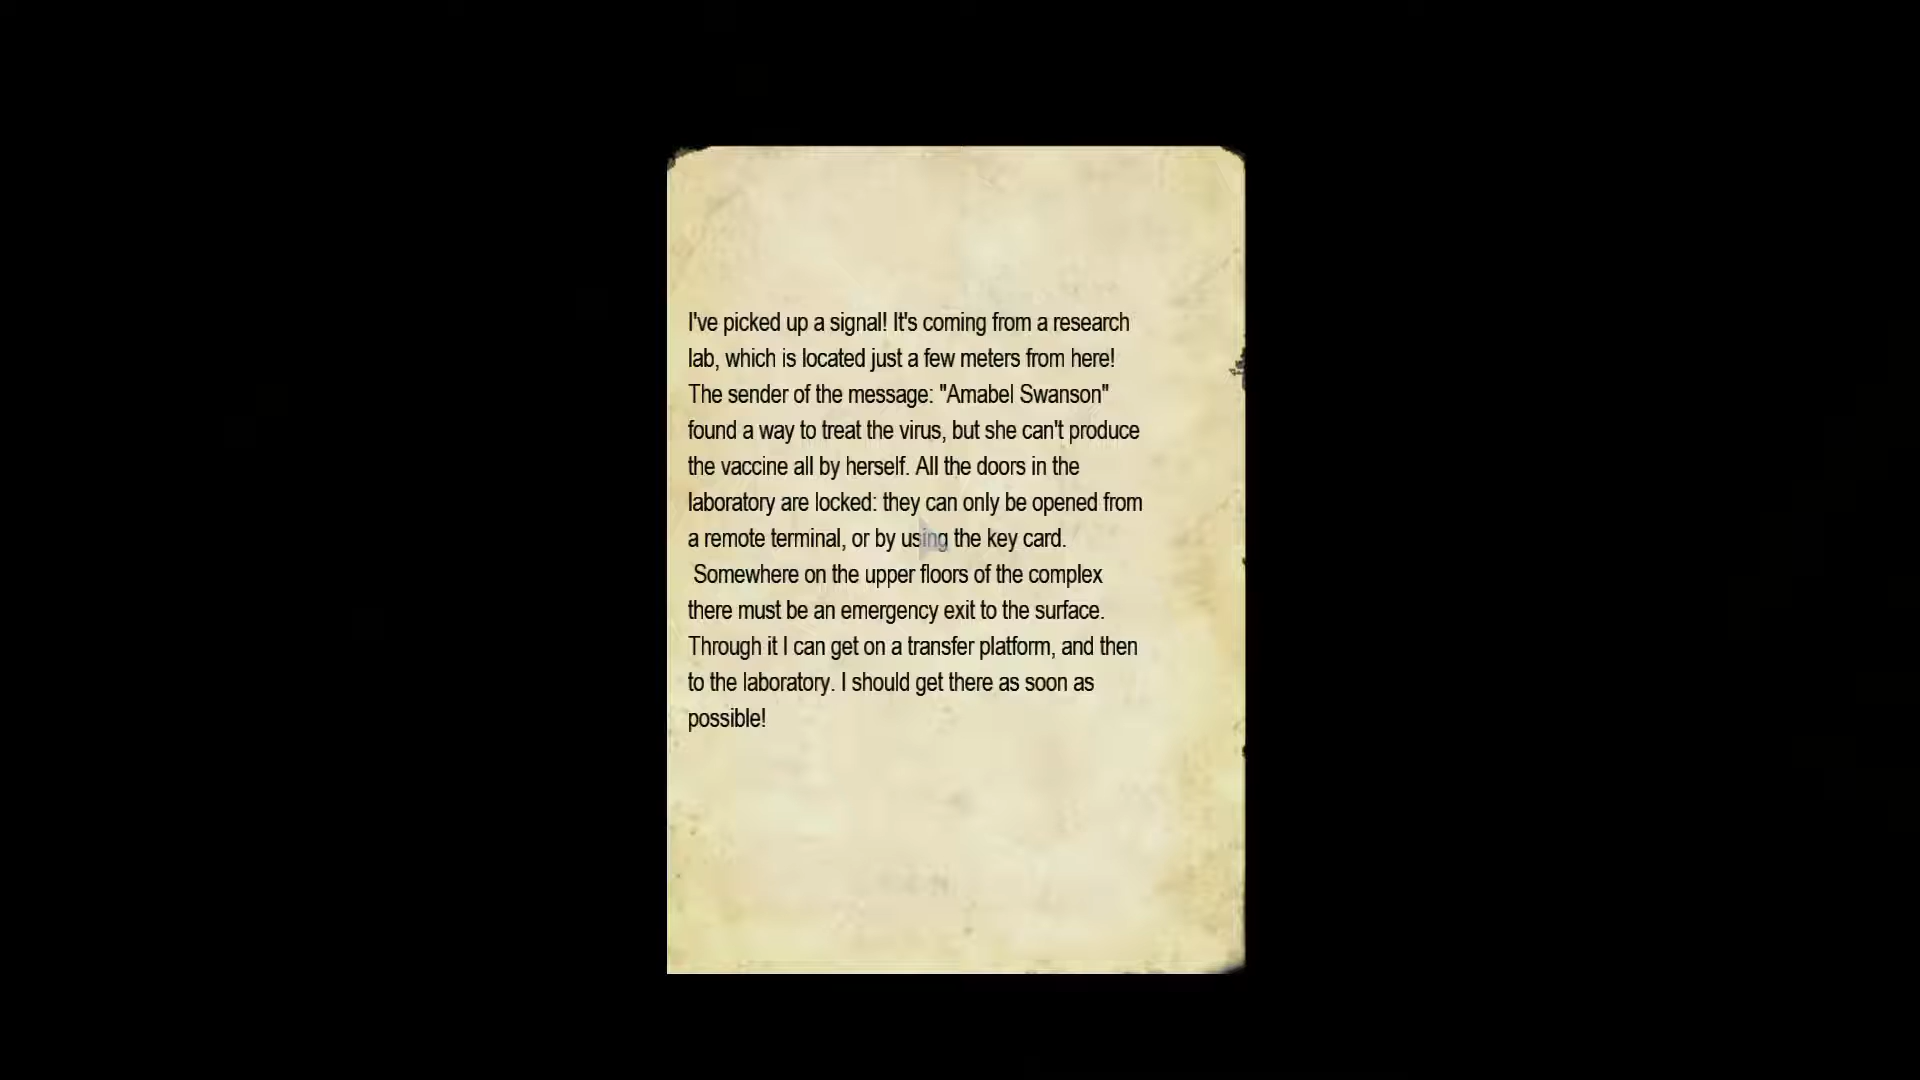 I've picked up a signal! It's coming from a research
lab, which is located just a few meters from here!
The sender of the message: "Amabel Swanson"
found a way to treat the virus, but she can't produce
the vaccine all by herself. All the doors in the
laboratory are locked: they can only be opened from
a remote terminal, or by using the key card.
Somewhere on the upper floors of the complex
there must be an emergency exit to the surface.
Through it I can get on a transfer platform, and then
to the laboratory. I should get there as soon as
possible!